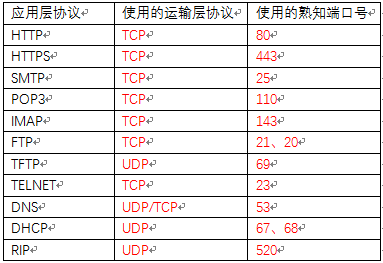 应用层协议 使用的运输层协议 使用的熟知端口号
HTTP TCP 80
HTTPS TCP 443
SMTP TCP 25
POP3 TCP 110
IMAP TCP 143
FTP TCP 21、20
TFTP UDP 69
TELNET TCP 23
DNS UDP/TCP 53
DHCP UDP 67、68
RIP UDP 520